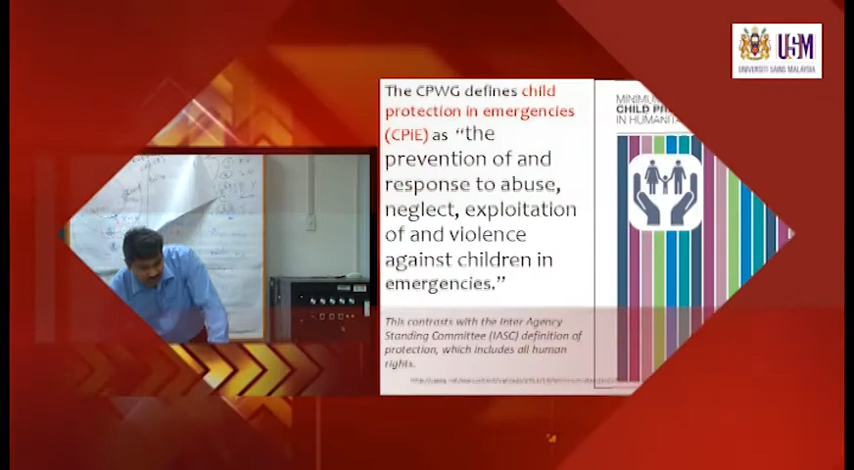 USM
UNIVERSITI SAINS MALAYSIA
The CPWG defines child
protection in emergencies
(CPiE) as "the
prevention of and
response to abuse,
neglect, exploitation
of and violence
against children in
emergencies."
This contrasts with the Inter Agency
Standing Committee (IASC) definition of
protection, which includes all human
rights.
MINIMU
CHILD PR
IN HUMANITA